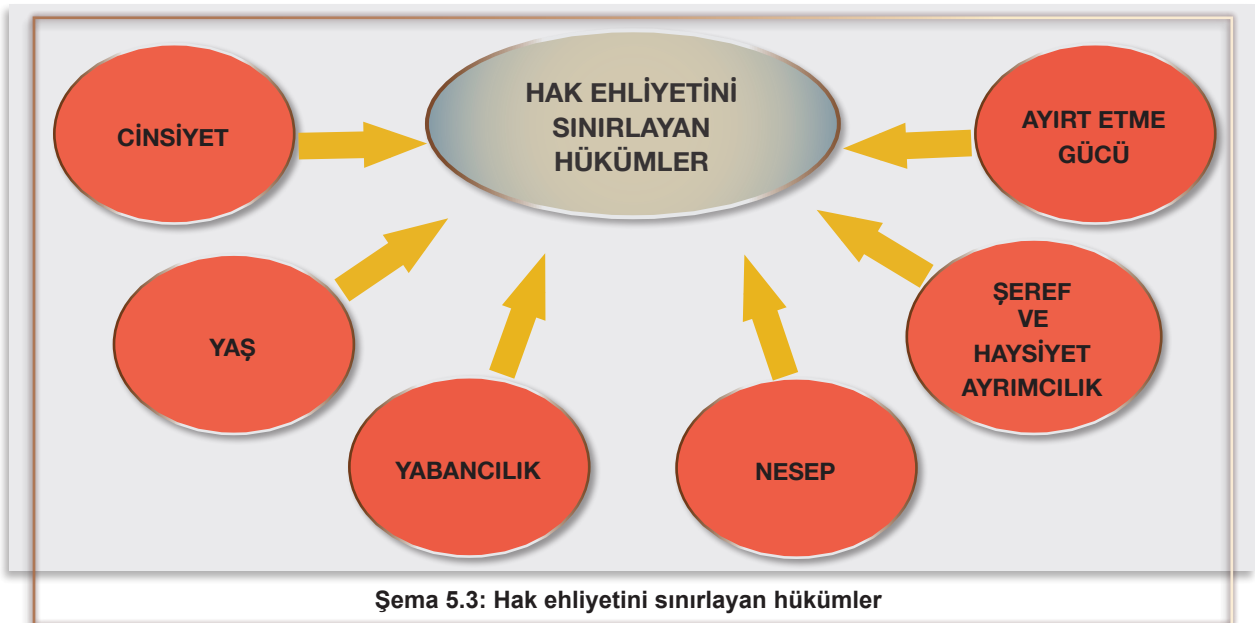 HAK EHLİYETİNİ
SINIRLAYAN
HÜKÜMLER
CİNSİYET
YAŞ
YABANCILIK
NESEP
ŞEREF
VE
HAYSİYET
AYRIMCILIK
AYIRT ETME
GÜCÜ
Şema 5.3: Hak ehliyetini sınırlayan hükümler